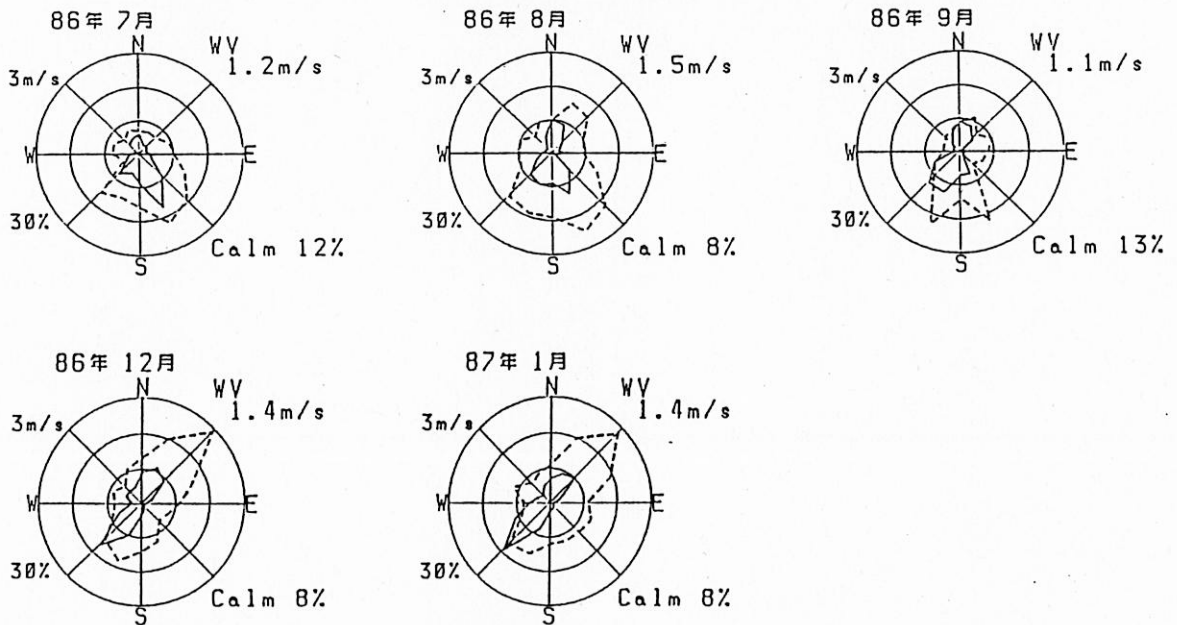 86年 7月
N
WV
1.2m/s
3m/s
W
E
30%
S
Calm 12%
86年 8月
N
WV
1.5m/s
3m/s
W
E
30%
S
Calm 8%
86年 9月
N
WV
1.1m/s
3m/s
W
E
30%
S
Calm 13%
86年 12月
N
WV
1.4m/s
3m/s
W
E
30%
S
Calm 8%
87年 1月
N
WV
1.4m/s
3m/s
W
E
30%
S
Calm 8%